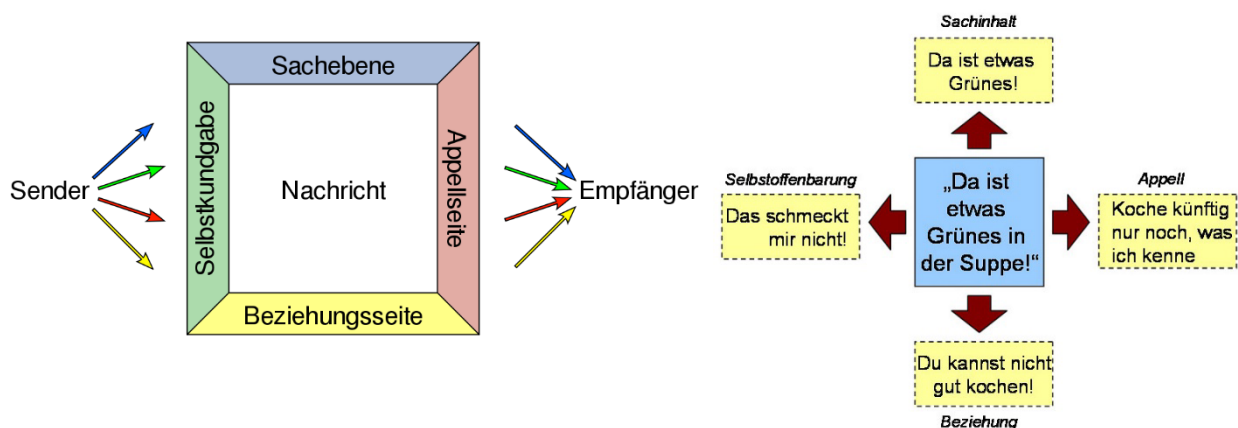 Sachebene
Sender
Selbstkundgabe
Nachricht
Appellseite
Empfänger
Beziehungsseite
Sachinhalt
Da ist etwas
Grünes!
Selbstoffenbarung
Das schmeckt
mir nicht!
„Da ist
etwas
Grünes in
der Suppe!“
Appell
Koche künftig
nur noch, was
ich kenne
Du kannst nicht
gut kochen!
Beziehung